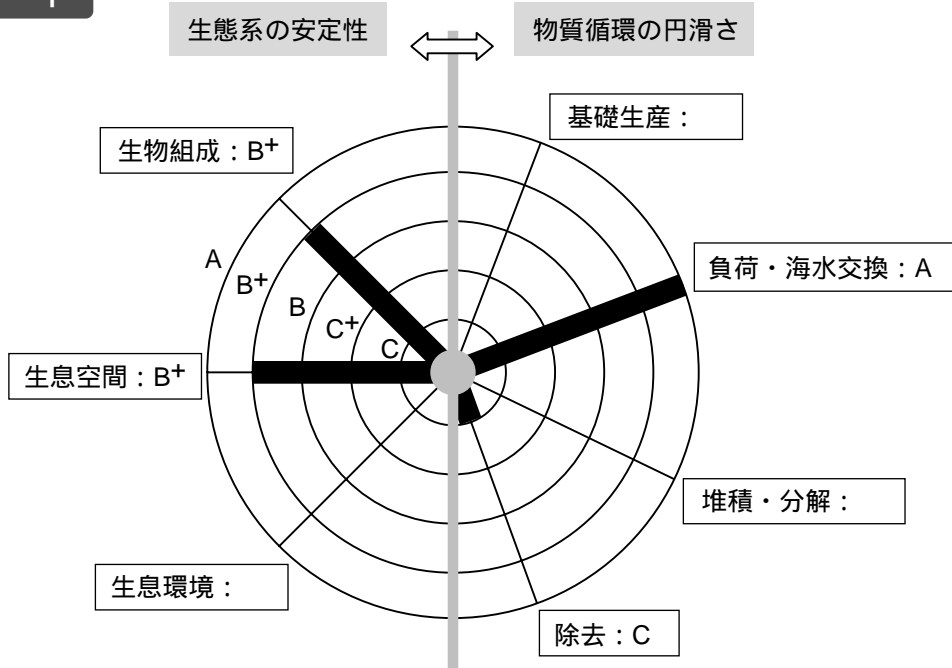 生態系の安定性
物質循環の円滑さ
基礎生産：
生物組成：B+
負荷・海水交換：A
A
B+
B
C+
C
生息空間：B+
堆積・分解：
生息環境：
除去：C